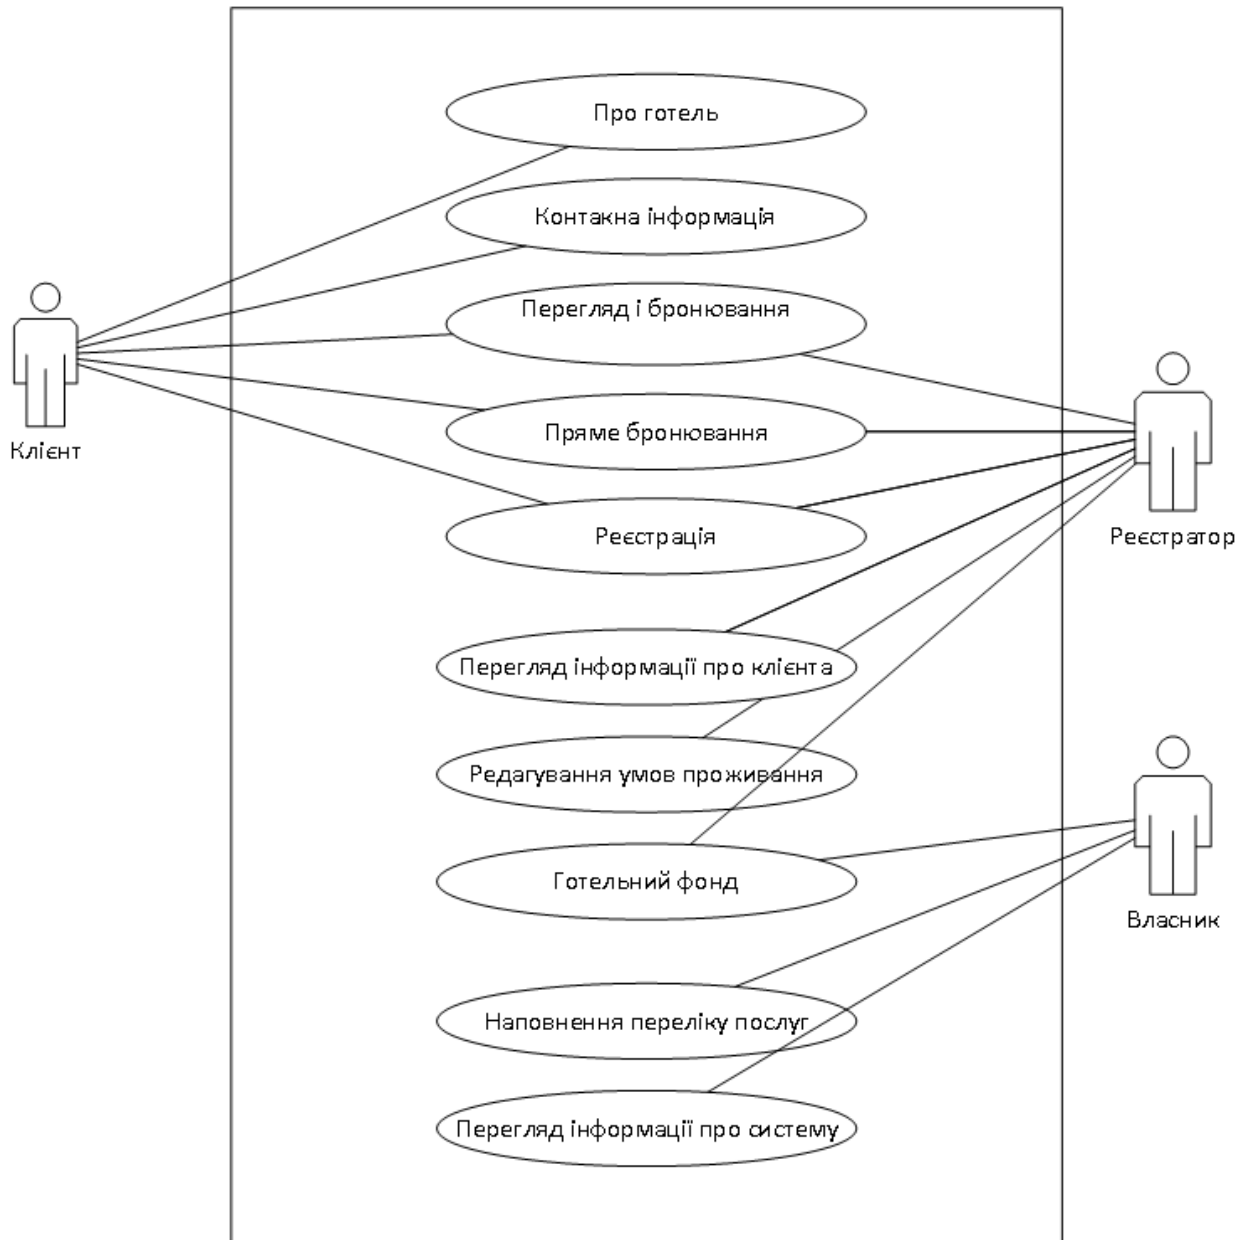 Про готель
Контакна інформація
Перегляд і бронювання
Клієнт
Пряме бронювання
Реєстрація
Реєстратор
Перегляд інформації про клієнта
Редагування умов проживання
Готельний фонд
Власник
Наповнення переліку послуг
Перегляд інформації про систему